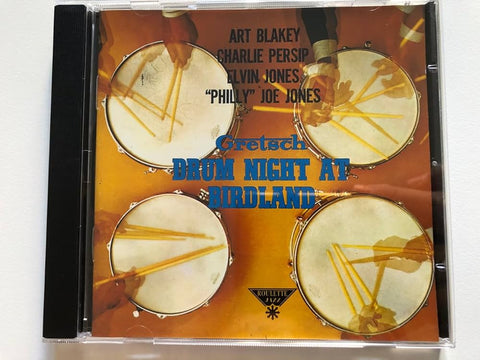 ART BLAKEY
CHARLIE PERSIP
ELVIN JONES,
"PHILLY" JOE JONES
Gretsch
DRUM NIGHT AT
BIRDLAND
ROULETTE
JAZZ